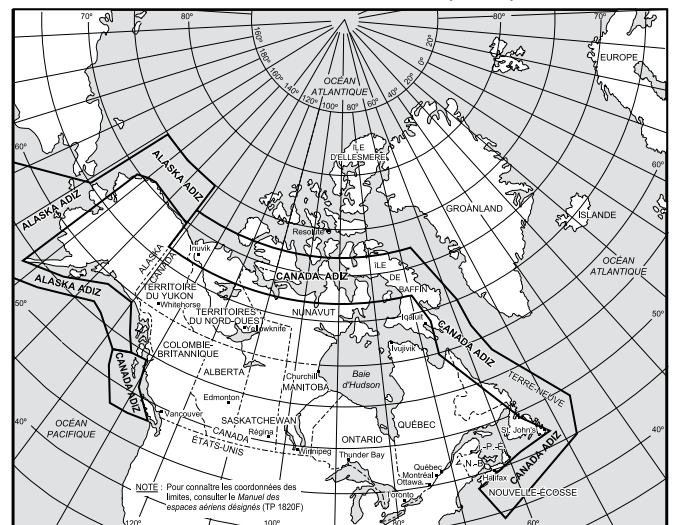 80°
70°
60°
160°
160°
140°
120°
100°
80°
60°
40°
20°
0°
20°
80°
70°
EUROPE
OCÉAN
ATLANTIQUE
ÎLE
D'ELLESMERE
60°
ALASKA ADIZ
60°
ALASKA ADIZ
GROANLAND
ISLANDE
Resolute
OCÉAN
ATLANTIQUE
Inuvik
ALASKA
CANADA
CANADA ADIZ
ÎLE
DE
BAFFIN
ALASKA ADIZ
TERRITOIRE
DU YUKON
Whitehorse
TERRITOIRES
DU NORD-OUEST
Yellowknife
NUNAVUT
Iqaluit
50°
50°
CANADA ADIZ
COLOMBIE-
BRITANNIQUE
Ivujivik
ALBERTA
Churchill
MANITOBA
Baie
d'Hudson
TERRE-NEUVE
CANADA ADIZ
Edmonton
Vancouver
SASKATCHEWAN
CANADA
Régina
ÉTATS-UNIS
Winnipeg
ONTARIO
QUÉBEC
St. John's
OCÉAN
PACIFIQUE
40°
40°
Thunder Bay
P-E
N-B
CANADA ADIZ
Québec
Montréal
Ottawa
Halifax
NOUVELLE-ÉCOSSE
Toronto
NOTE : Pour connaître les coordonnées des
limites, consulter le Manuel des
espaces aériens désignés (TP 1820F)
120°
100°
80°
60°